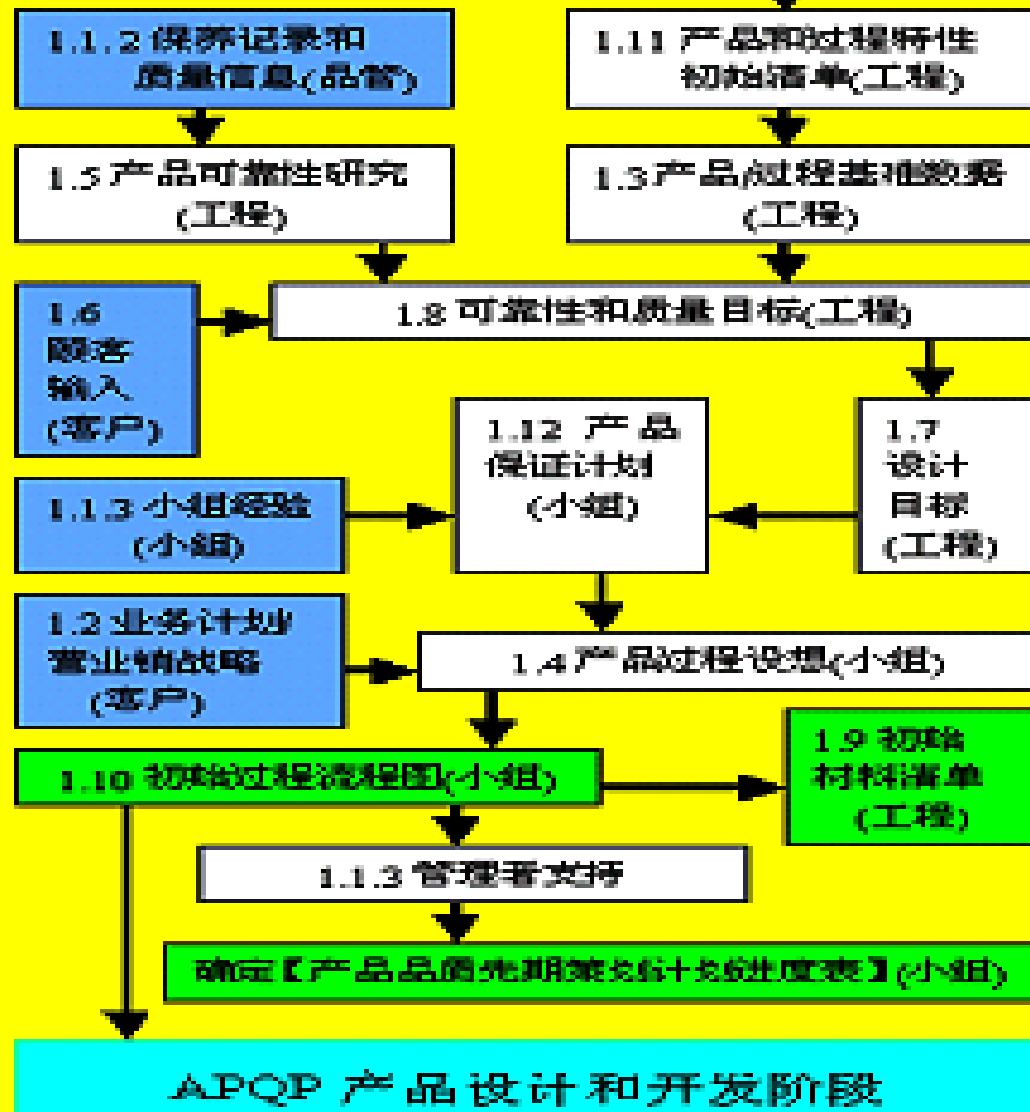 1.1.2 保养记录和
质量信息(品管)
1.11 产品和过程特性
初始清单(工程)
1.5 产品可靠性研究
(工程)
1.3 产品/过程基准数据
(工程)
1.6
顾客
输入
(客户)
1.8 可靠性和质量目标(工程)
1.12 产品
保证计划
(小组)
1.7
设计
目标
(工程)
1.1.3 小组经验
(小组)
1.2 业务计划/
营业销战略
(客户)
1.4 产品过程设想(小组)
1.10 初始过程流程图(小组)
1.9 初始
材料清单
(工程)
1.1.3 管理者支持
确定【产品品质先期策划计划进度表】(小组)
APQP 产品设计和开发阶段